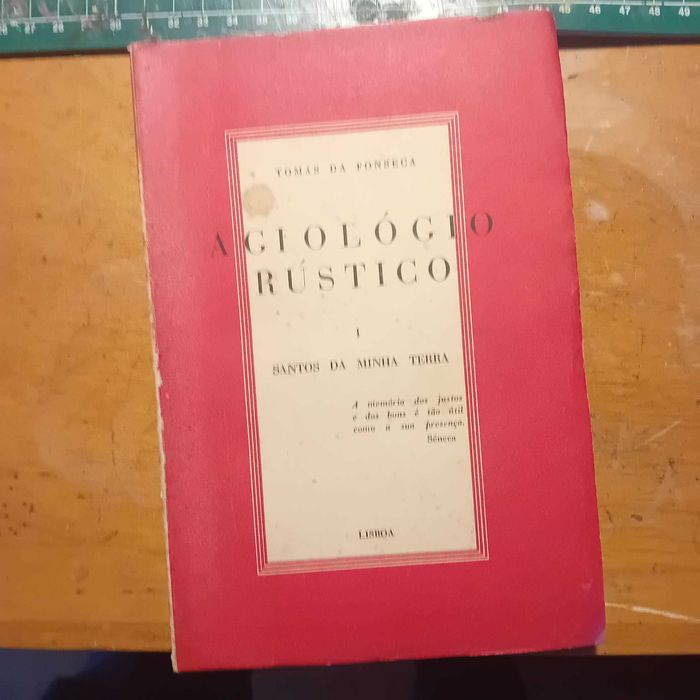 TOMÁS DA FONSECA
AGIOLÓGIO
RÚSTICO
I
SANTOS DA MINHA TERRA
A memória dos justos
e dos bons é tão útil
como a sua presença.
Séneca
LISBOA